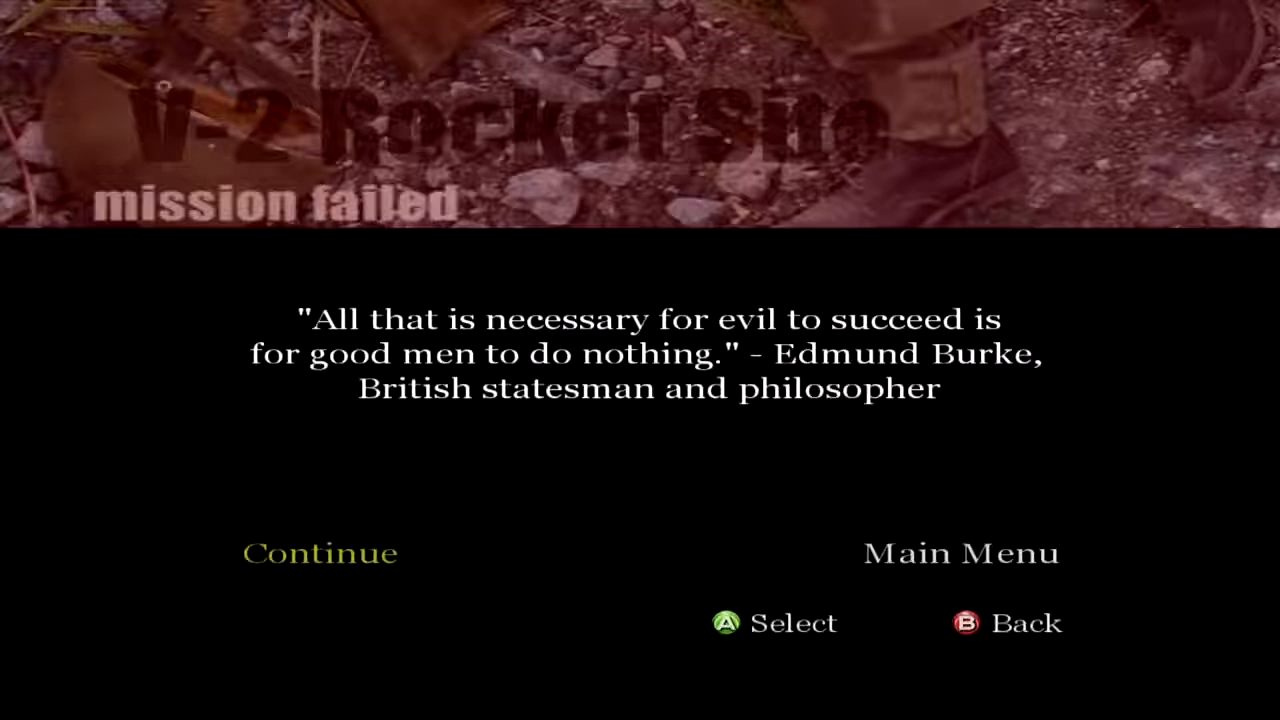 V-2 Rocket Site
mission failed
"All that is necessary for evil to succeed is
for good men to do nothing." - Edmund Burke,
British statesman and philosopher
Continue
Main Menu
A Select
B Back